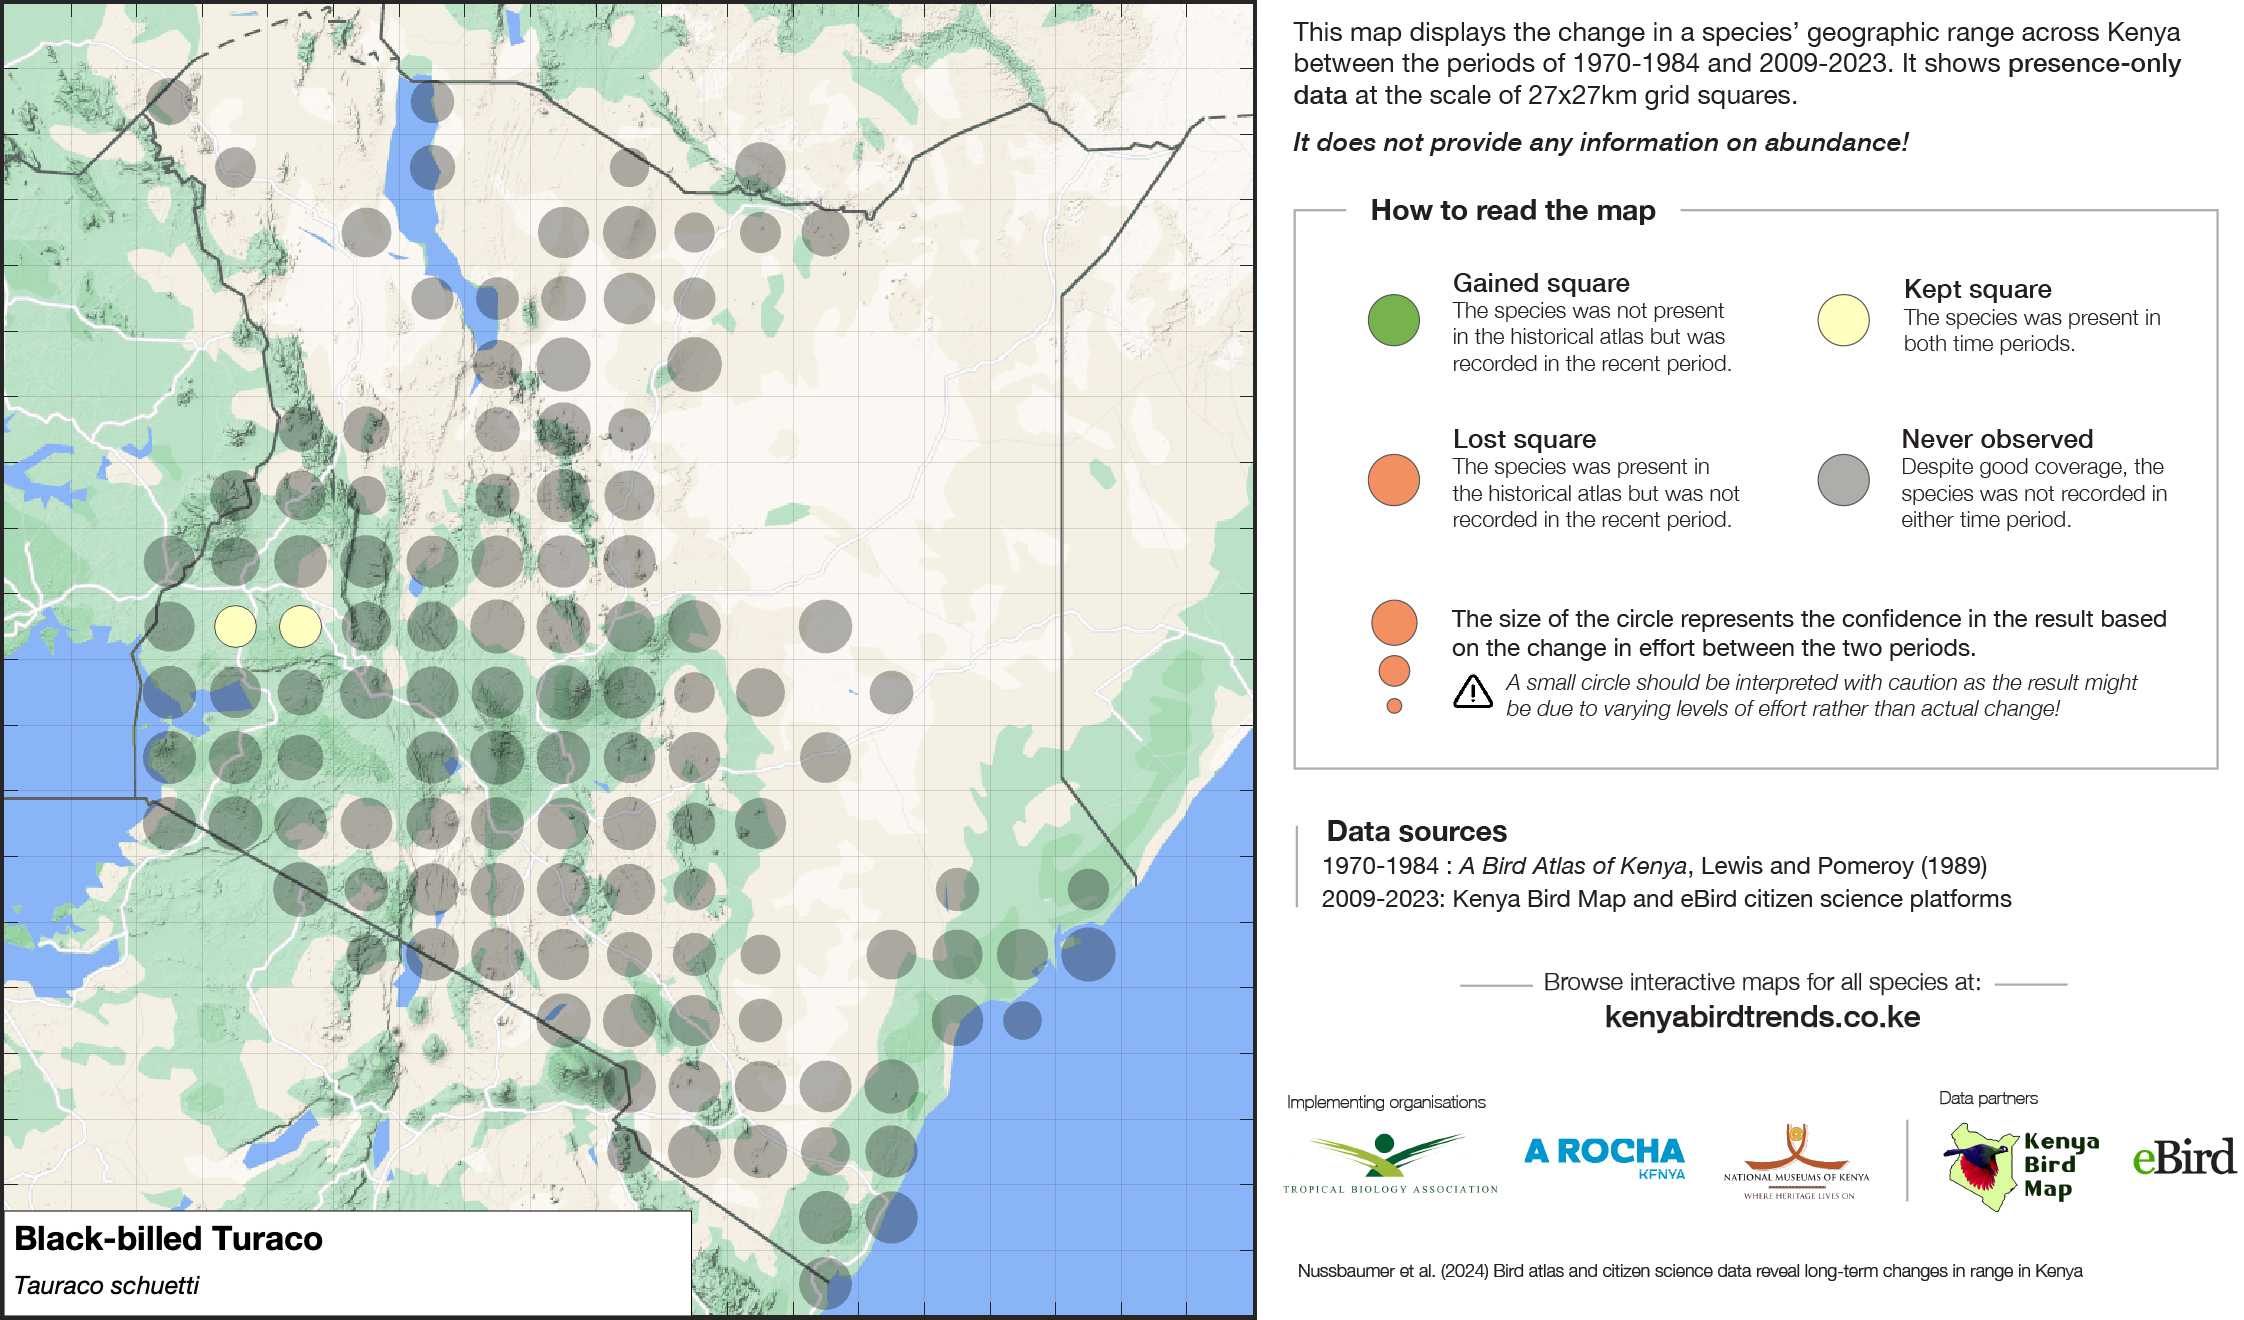 This map displays the change in a species' geographic range across Kenya
between the periods of 1970-1984 and 2009-2023. It shows presence-only
data at the scale of 27x27km grid squares.
It does not provide any information on abundance!
How to read the map
Gained square
The species was not present
in the historical atlas but was
recorded in the recent period.
Kept square
The species was present in
both time periods.
Lost square
The species was present in
the historical atlas but was not
recorded in the recent period.
Never observed
Despite good coverage, the
species was not recorded in
either time period.
The size of the circle represents the confidence in the result based
on the change in effort between the two periods.
A small circle should be interpreted with caution as the result might
be due to varying levels of effort rather than actual change!
Data sources
1970-1984 : A Bird Atlas of Kenya, Lewis and Pomeroy (1989)
2009-2023: Kenya Bird Map and eBird citizen science platforms
Browse interactive maps for all species at:
kenyabirdtrends.co.ke
Implementing organisations
Data partners
TROPICAL BIOLOGY ASSOCIATION
A ROCHA
KENYA
NATIONAL MUSEUMS OF KENYA
WHERE HERITAGE LIVES ON
Kenya
Bird
Map
eBird
Black-billed Turaco
Tauraco schuetti
Nussbaumer et al. (2024) Bird atlas and citizen science data reveal long-term changes in range in Kenya